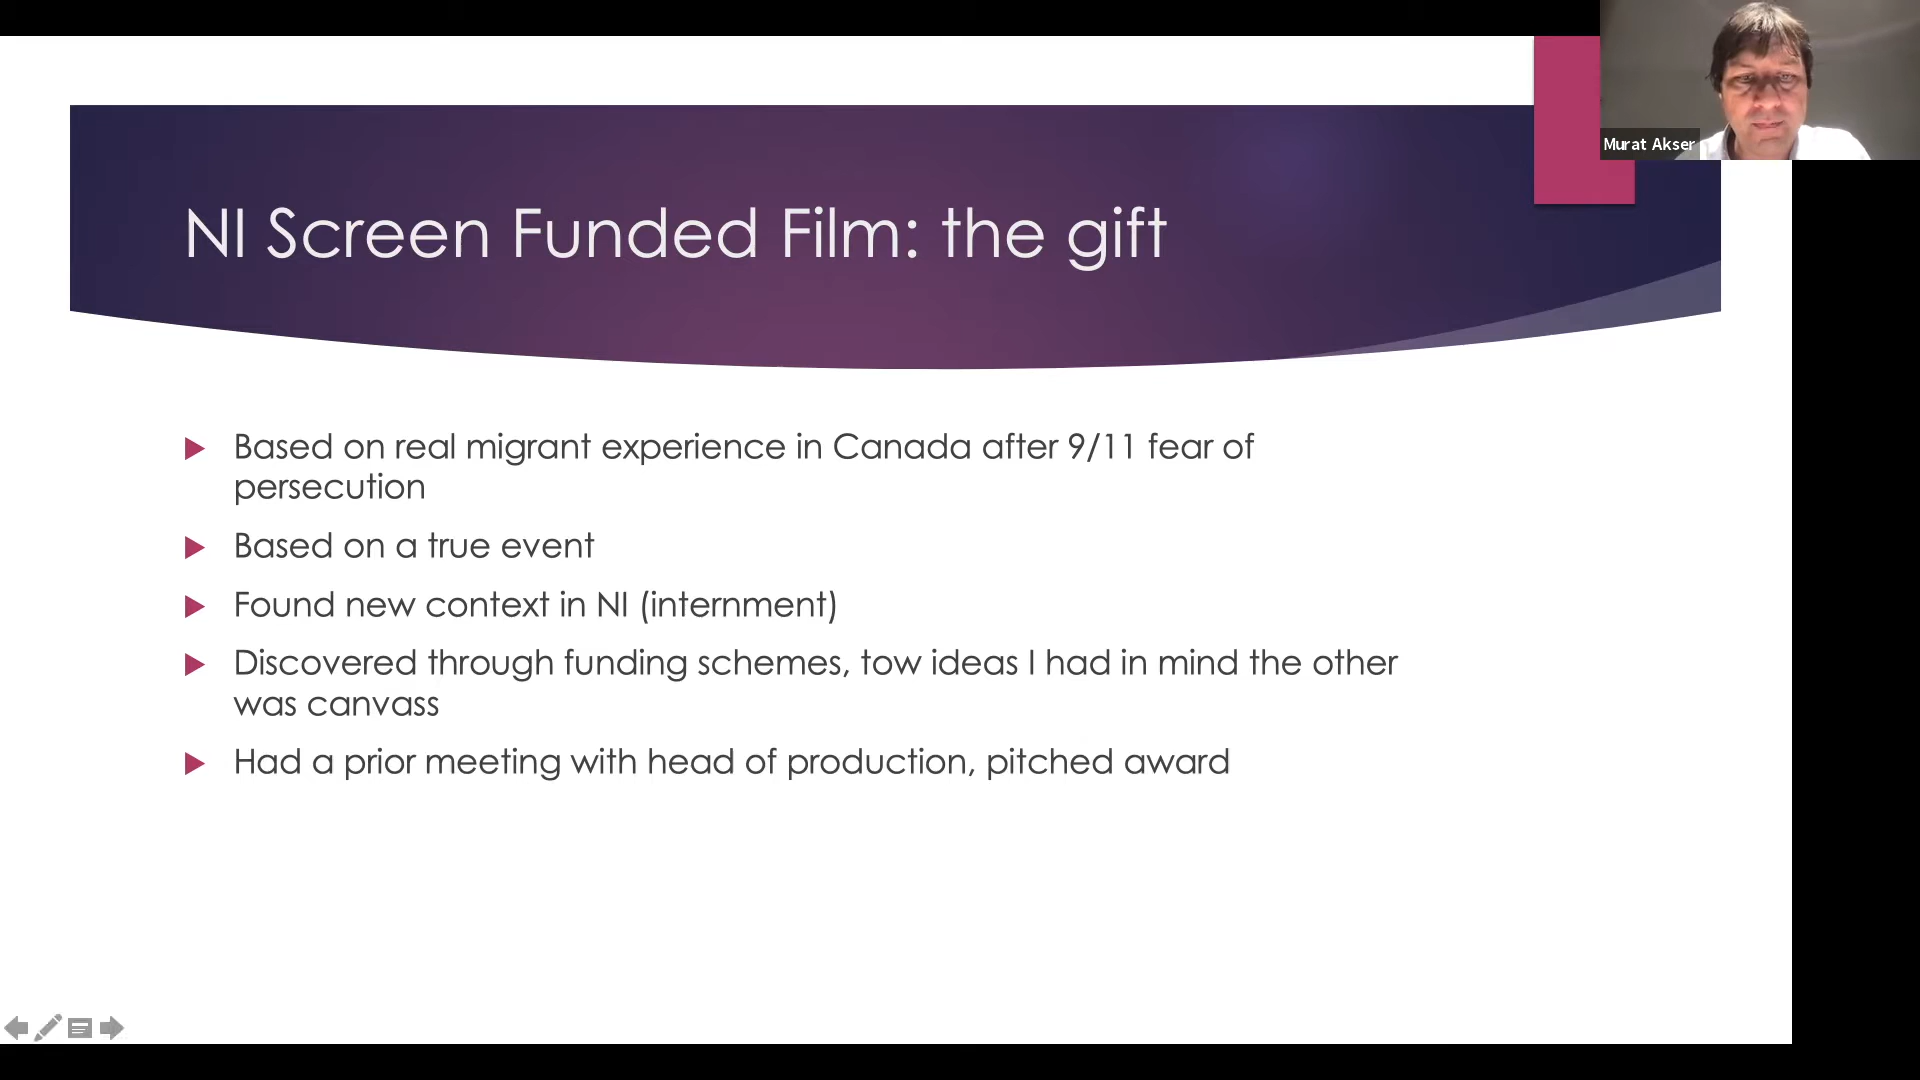 Murat Akser
NI Screen Funded Film: the gift
Based on real migrant experience in Canada after 9/11 fear of
persecution
Based on a true event
Found new context in NI (internment)
Discovered through funding schemes, tow ideas I had in mind the other
was canvass
Had a prior meeting with head of production, pitched award